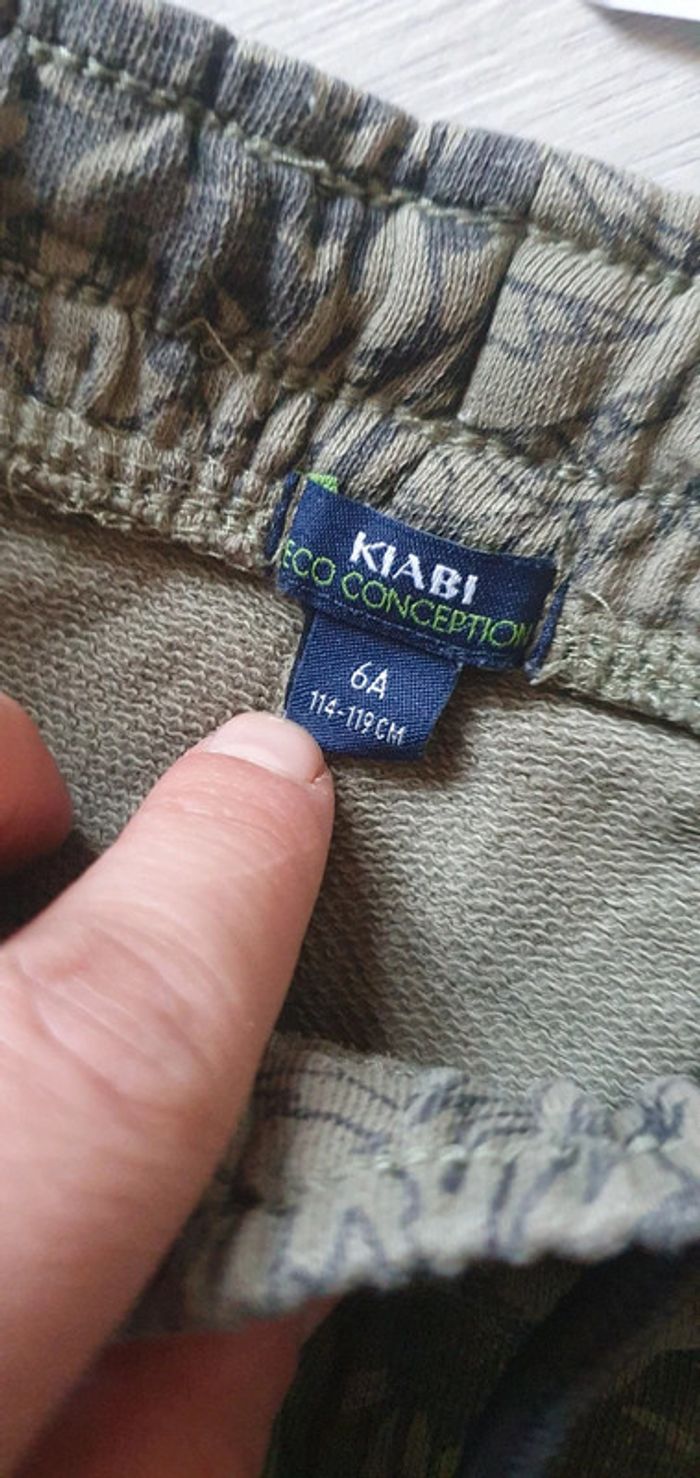 KIABI
ECO CONCEPTION
6A
114-119CM